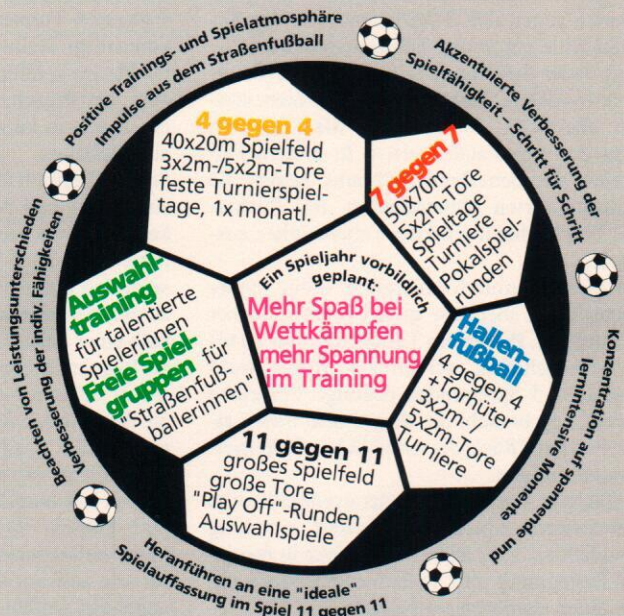 Positive Trainings- und Spielatmosphäre
Impulse aus dem Straßenfußball
Akzentuierte Verbesserung der
Spielfähigkeit – Schritt für Schritt
4 gegen 4
40x20m Spielfeld
3x2m-/5x2m-Tore
feste Turnierspiel-
tage, 1x monatl.
7 gegen 7
50x70m
5x2m-Tore
Spieltage
Turniere
Pokalspiel-
runden
Ein Spieljahr vorbildlich
geplant:
Mehr Spaß bei
Wettkämpfen
mehr Spannung
im Training
Auswahl-
training
für talentierte
Spielerinnen
Freie Spiel-
gruppen für
"Straßenfuß-
ballerinnen"
Hallen-
fußball
4 gegen 4
+Torhüter
3x2m-/
5x2m-Tore
Turniere
11 gegen 11
großes Spielfeld
große Tore
"Play Off"-Runden
Auswahlspiele
Beachten von Leistungsunterschieden
Verbesserung der indiv. Fähigkeiten
Konzentration auf spannende und
lernintensive Momente
Heranführen an eine "ideale"
Spielauffassung im Spiel 11 gegen 11